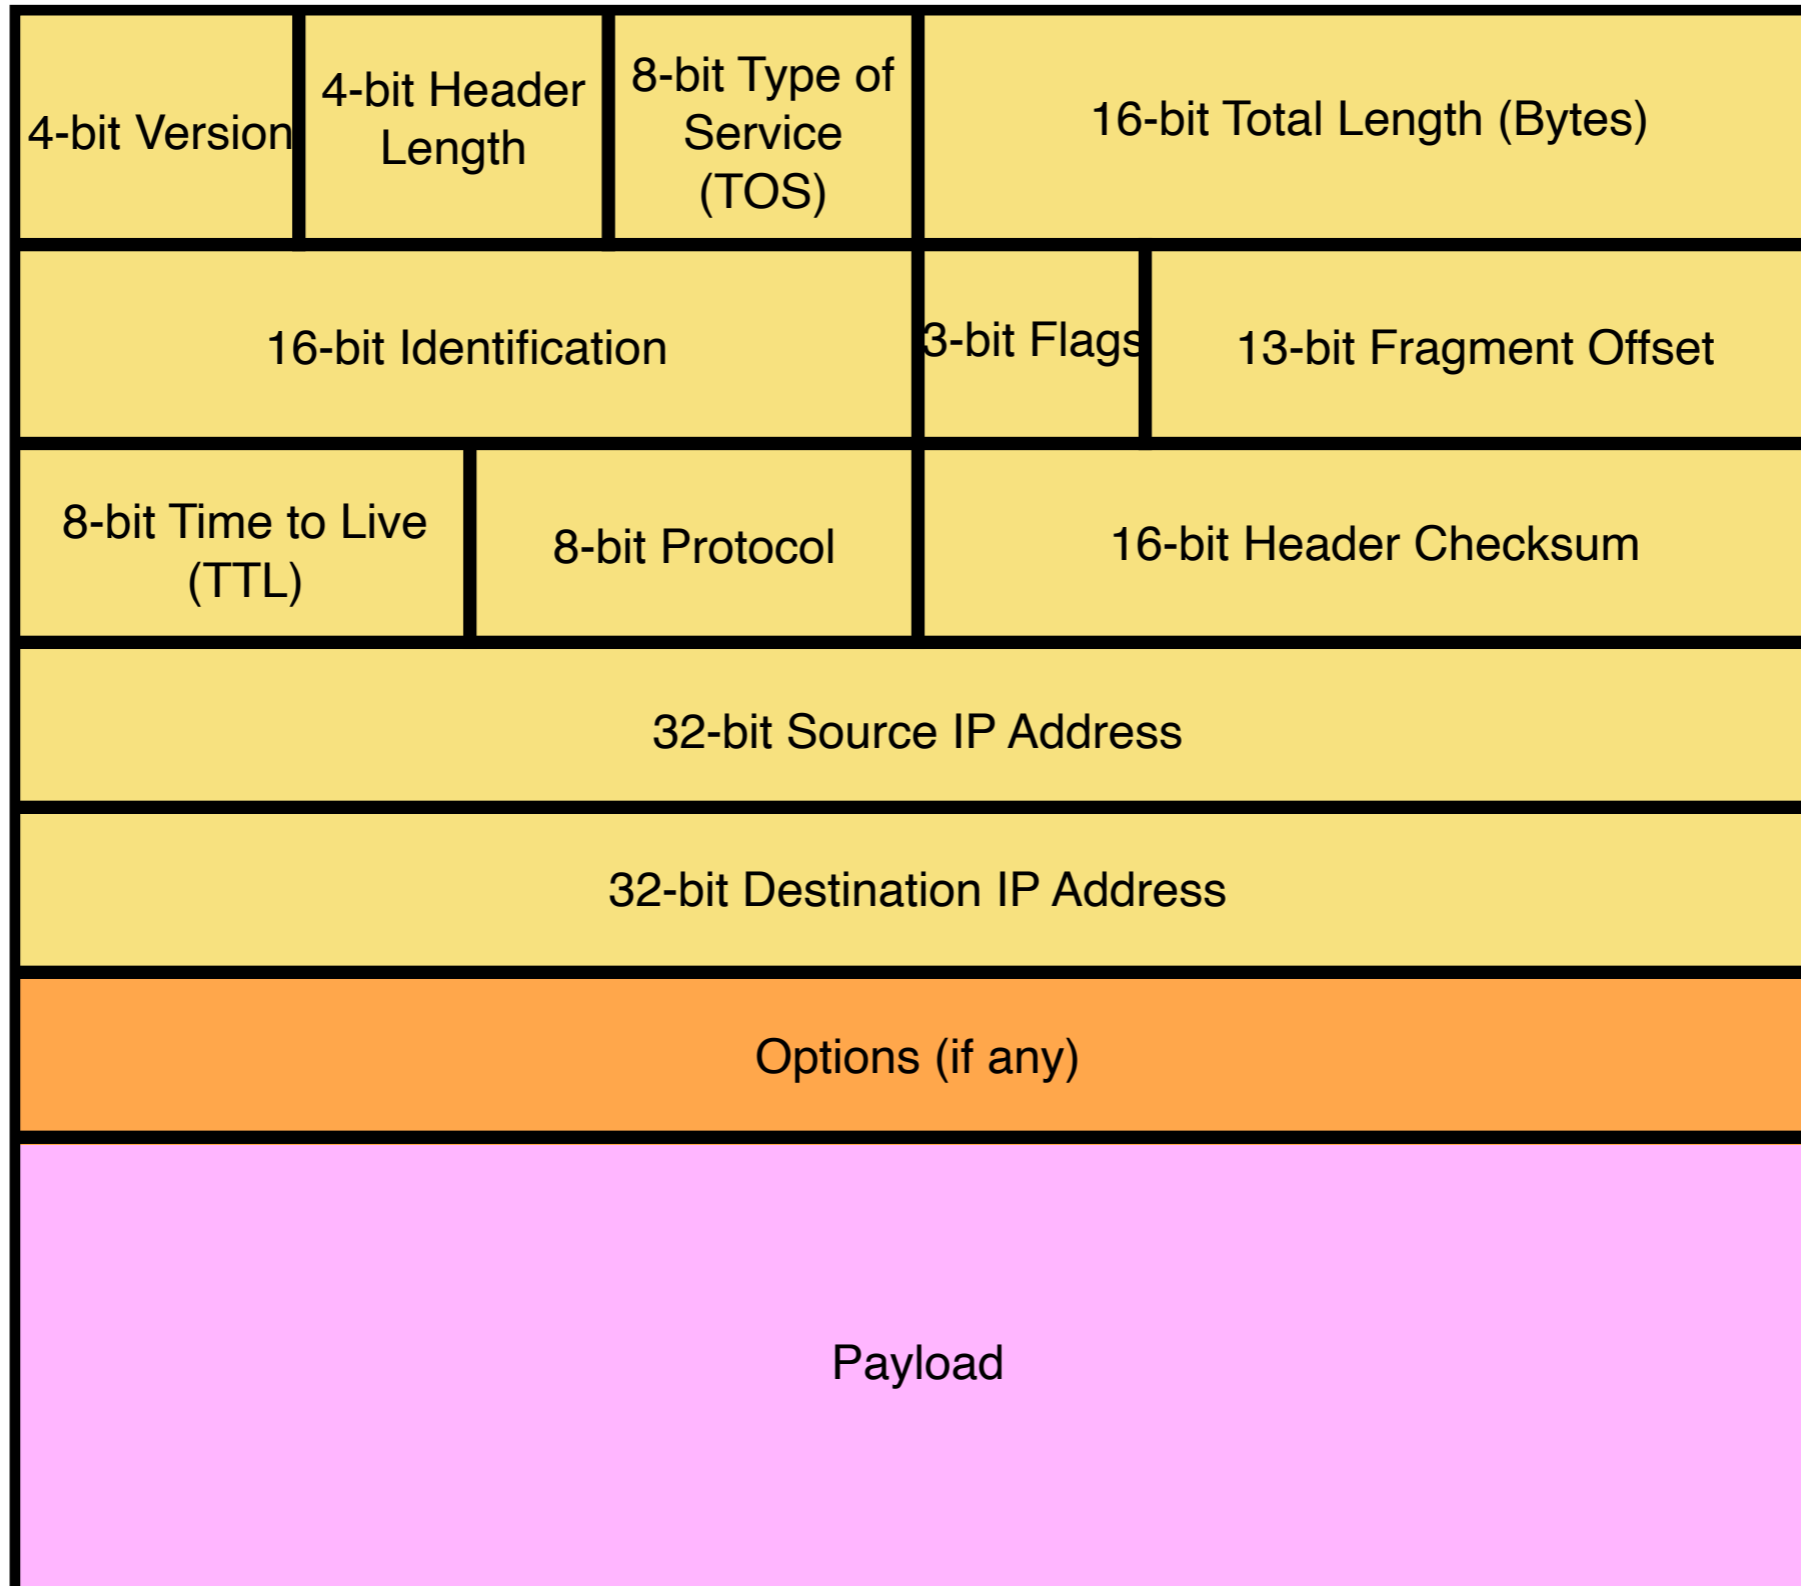 4-bit Version
4-bit Header
Length
8-bit Type of
Service
(TOS)
16-bit Total Length (Bytes)
16-bit Identification
3-bit Flags
13-bit Fragment Offset
8-bit Time to Live
(TTL)
8-bit Protocol
16-bit Header Checksum
32-bit Source IP Address
32-bit Destination IP Address
Options (if any)
Payload